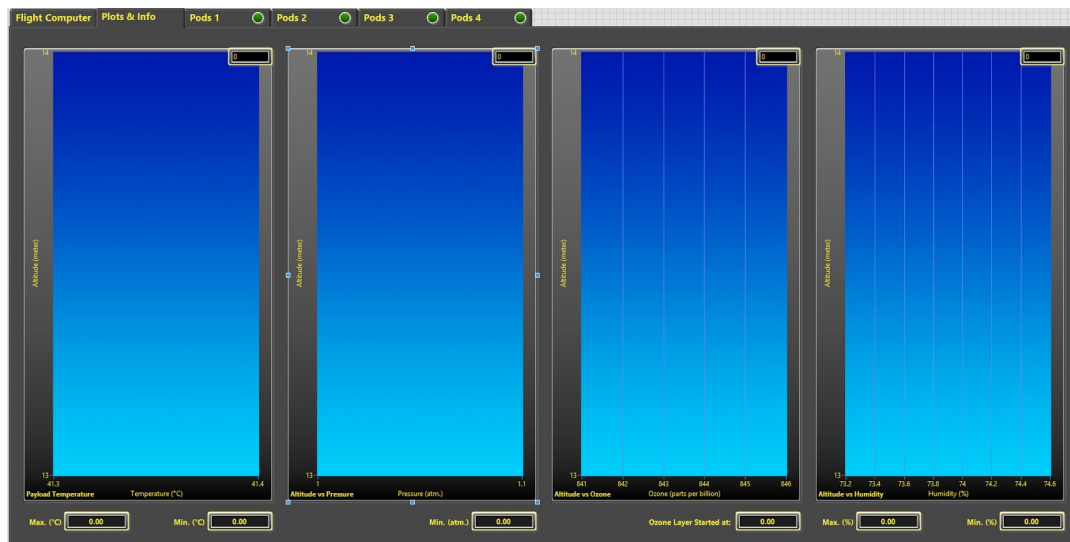 Flight Computer Plots & Info Pods 1 Pods 2 Pods 3 Pods 4
14 0 14 0 14 0 14 0
Altitude (meter) Altitude (meter) Altitude (meter) Altitude (meter)
13 13 13 13
41.3 41.4 1 1.1 841 842 843 844 845 846 73.2 73.4 73.6 73.8 74 74.2 74.4 74.6
Payload Temperature Temperature (°C) Altitude vs Pressure Pressure (atm.) Altitude vs Ozone Ozone (parts per billion) Altitude vs Humidity Humidity (%)
Max. (°C) 0.00 Min. (°C) 0.00 Min. (atm.) 0.00 Ozone Layer Started at: 0.00 Max. (%) 0.00 Min. (%) 0.00